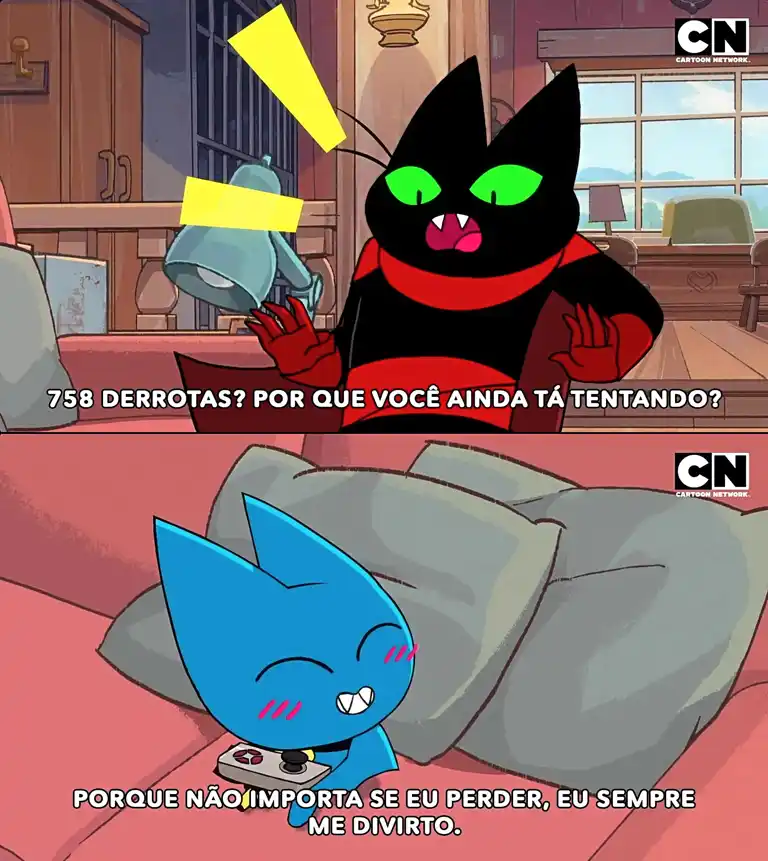 CN
CARTOON NETWORK.
758 DERROTAS? POR QUE VOCÊ AINDA TÁ TENTANDO?
CN
CARTOON NETWORK.
PORQUE NÃO IMPORTA SE EU PERDER, EU SEMPRE
ME DIVIRTO.